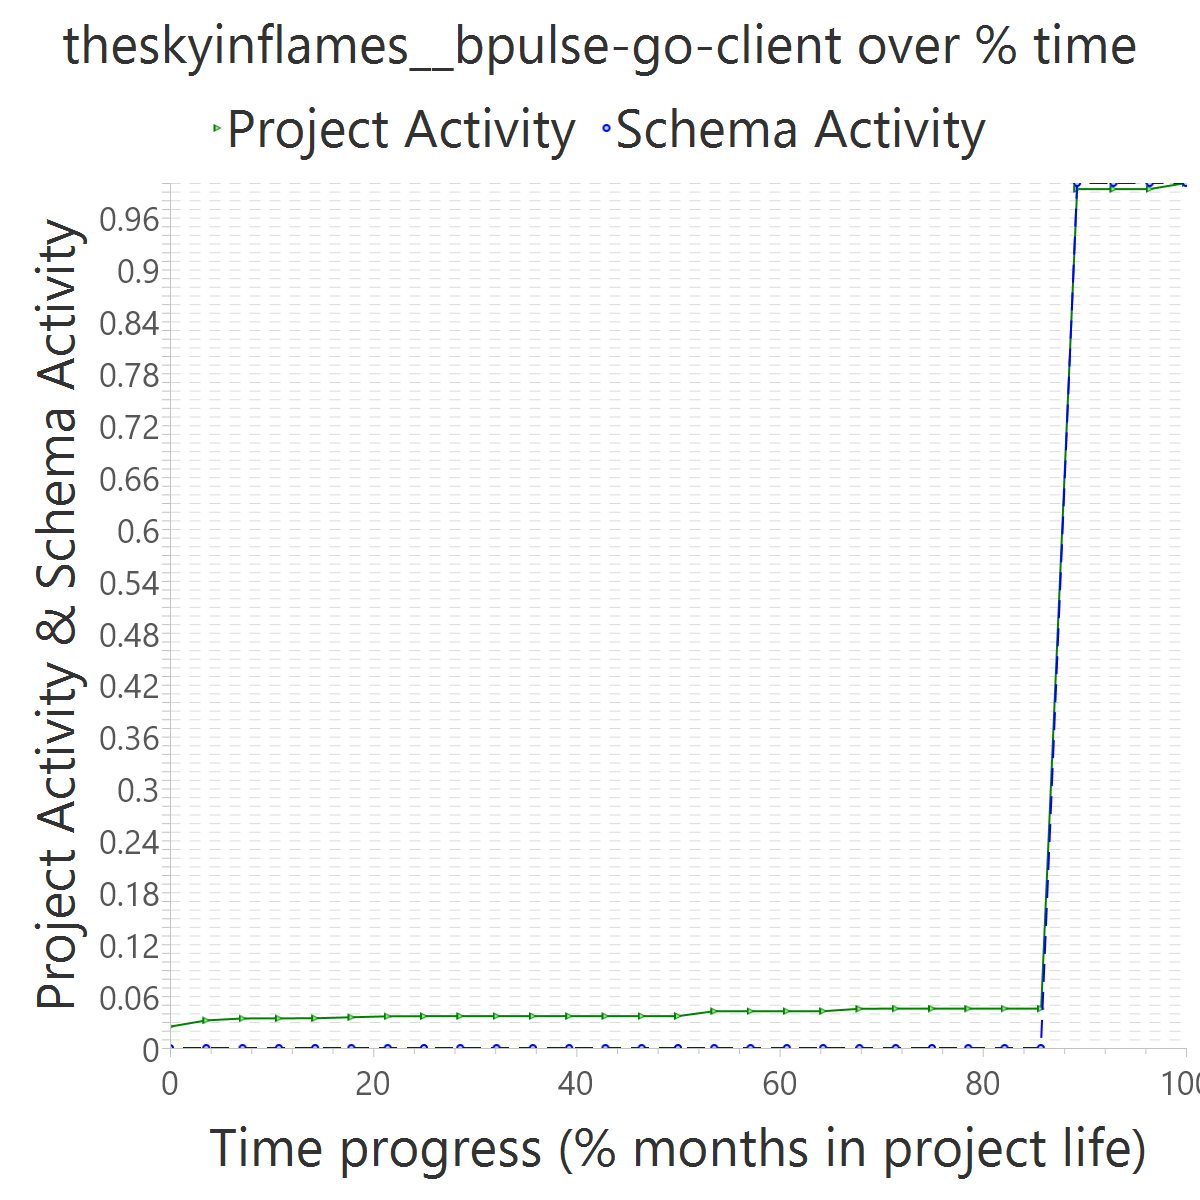 theskyinflames__bpulse-go-client over % time
Project Activity
Schema Activity
Project Activity & Schema Activity
0.96
0.9
0.84
0.78
0.72
0.66
0.6
0.54
0.48
0.42
0.36
0.3
0.24
0.18
0.12
0.06
0
0 20 40 60 80 100
Time progress (% months in project life)